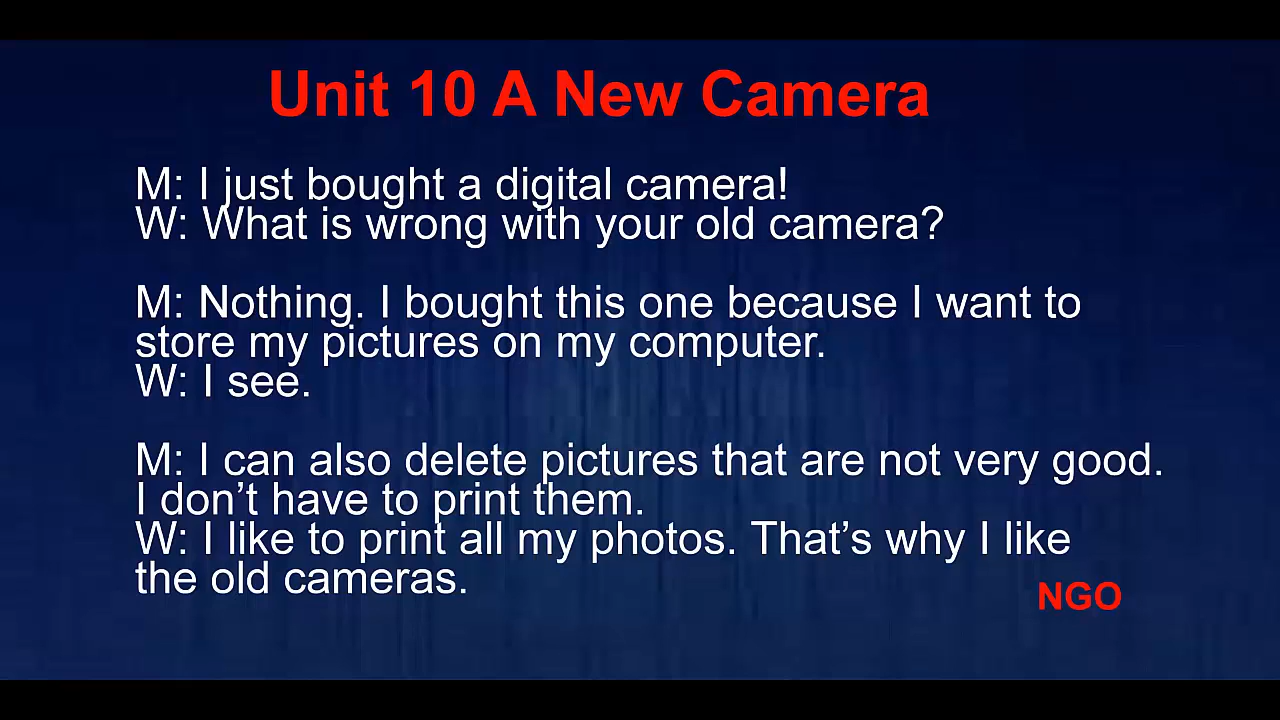 Unit 10 A New Camera
M: I just bought a digital camera!
W: What is wrong with your old camera?
M: Nothing. I bought this one because I want to
store my pictures on my computer.
W: I see.
M: I can also delete pictures that are not very good.
I don’t have to print them.
W: I like to print all my photos. That’s why I like
the old cameras.
NGO